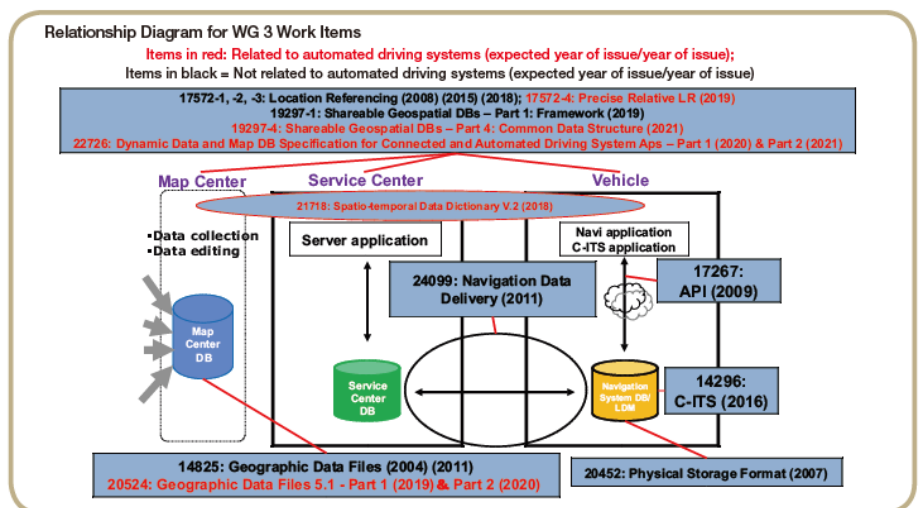 Relationship Diagram for WG 3 Work Items
Items in red: Related to automated driving systems (expected year of issue/year of issue);
Items in black = Not related to automated driving systems (expected year of issue/year of issue)
17572-1, -2, -3: Location Referencing (2008) (2015) (2018); 17572-4: Precise Relative LR (2019)
19297-1: Shareable Geospatial DBs – Part 1: Framework (2019)
19297-4: Shareable Geospatial DBs – Part 4: Common Data Structure (2021)
22726: Dynamic Data and Map DB Specification for Connected and Automated Driving System Aps – Part 1 (2020) & Part 2 (2021)
Map Center
Service Center
Vehicle
21718: Spatio-temporal Data Dictionary V.2 (2018)
▪Data collection
▪Data editing
Server application
Navi application
C-ITS application
24099: Navigation Data
Delivery (2011)
17267:
API (2009)
Map
Center
DB
Service
Center
DB
Navigation
System DB/
LDM
14296:
C-ITS (2016)
14825: Geographic Data Files (2004) (2011)
20524: Geographic Data Files 5.1 - Part 1 (2019) & Part 2 (2020)
20452: Physical Storage Format (2007)